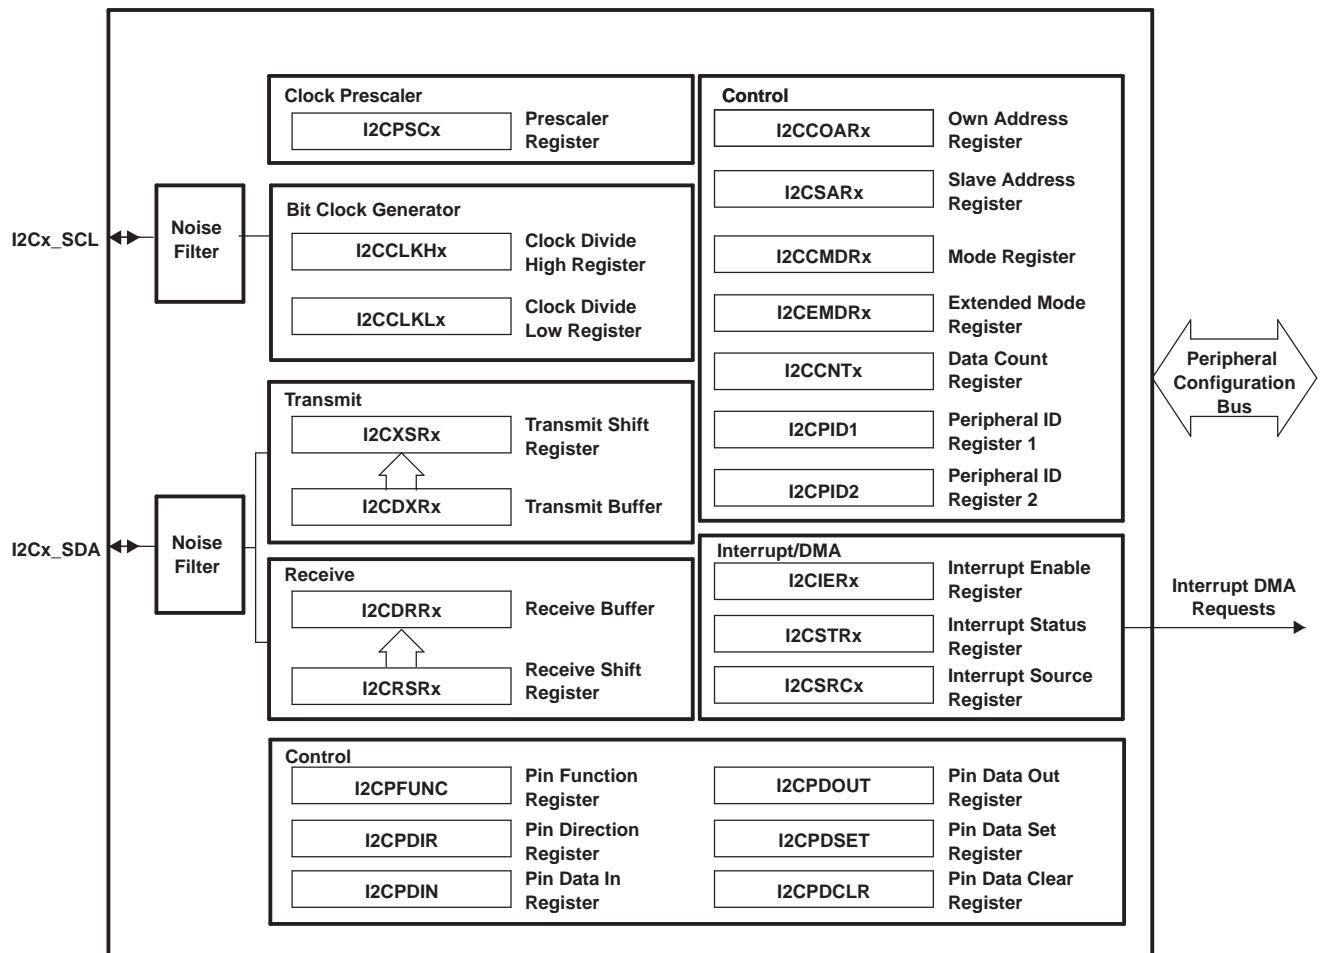 Clock Prescaler
I2CPSCx
Prescaler
Register
I2Cx_SCL
Noise
Filter
Bit Clock Generator
I2CCLKHx
Clock Divide
High Register
I2CCLKLx
Clock Divide
Low Register
Transmit
I2CXSRx
Transmit Shift
Register
I2CDXRx
Transmit Buffer
I2Cx_SDA
Noise
Filter
Receive
I2CDRRx
Receive Buffer
I2CRSRx
Receive Shift
Register
Control
I2CCOARx
Own Address
Register
I2CSARx
Slave Address
Register
I2CCMDRx
Mode Register
I2CEMDRx
Extended Mode
Register
I2CCNTx
Data Count
Register
I2CPID1
Peripheral ID
Register 1
I2CPID2
Peripheral ID
Register 2
Peripheral
Configuration
Bus
Interrupt/DMA
I2CIERx
Interrupt Enable
Register
I2CSTRx
Interrupt Status
Register
I2CSRCx
Interrupt Source
Register
Interrupt DMA
Requests
Control
I2CPFUNC
Pin Function
Register
I2CPDIR
Pin Direction
Register
I2CPDIN
Pin Data In
Register
I2CPDOUT
Pin Data Out
Register
I2CPDSET
Pin Data Set
Register
I2CPDCLR
Pin Data Clear
Register